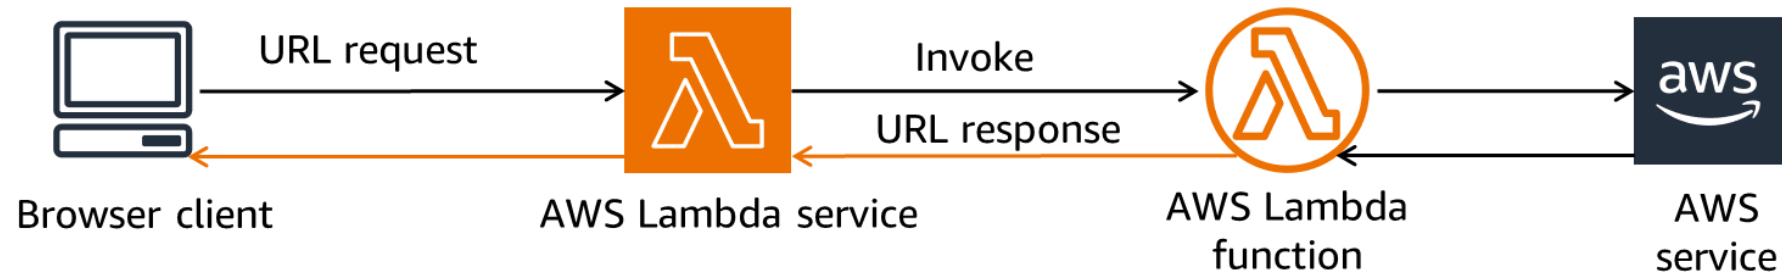 URL request
Invoke
URL response
aws
Browser client
AWS Lambda service
AWS Lambda
function
AWS
service